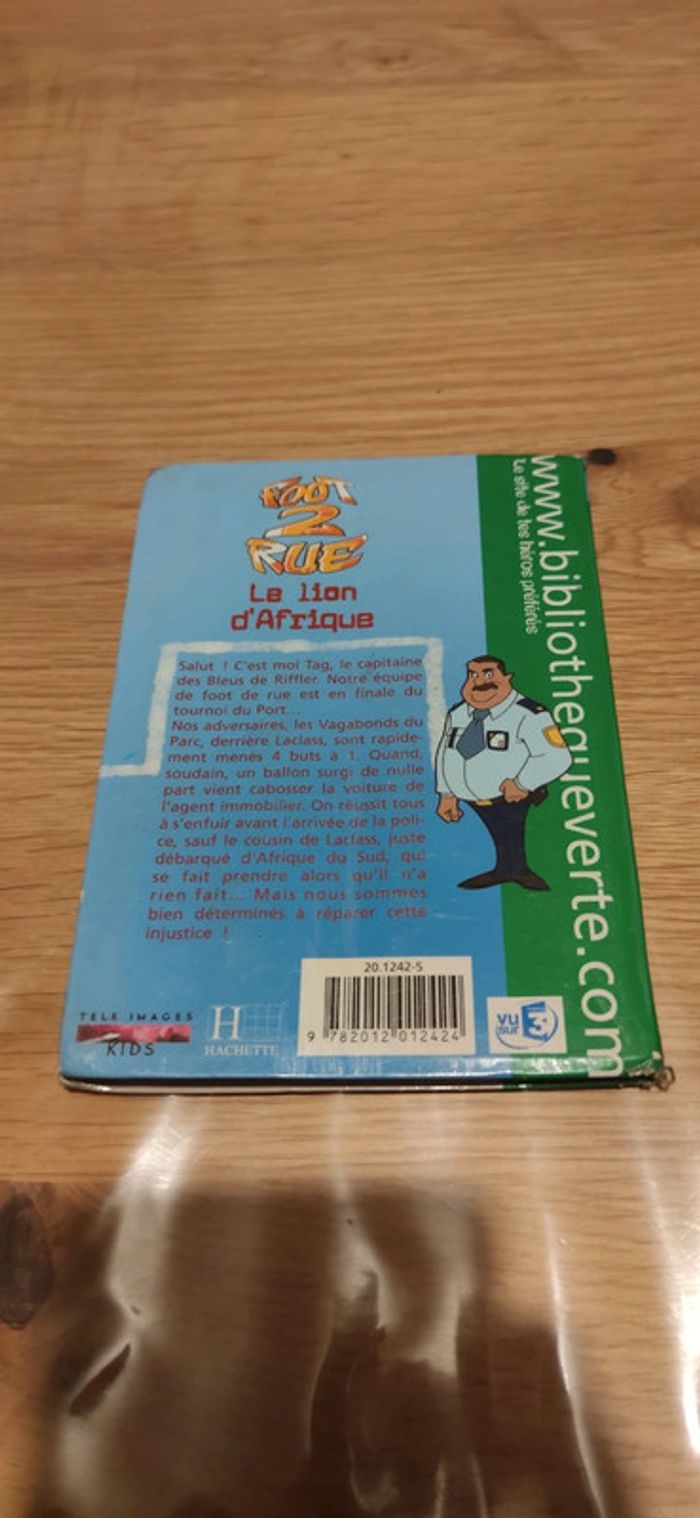 FOOT
2
RUE
Le lion
d'Afrique
Salut ! C'est moi Tag, le capitaine
des Bleus de Riffler. Notre équipe
de foot de rue est en finale du
tournoi du Port...
Nos adversaires, les Vagabonds du
Parc, derrière Laclass, sont rapide-
ment menés 4 buts à 1. Quand,
soudain, un ballon surgi de nulle
part vient cabosser la voiture de
l'agent immobilier. On réussit tous
à s'enfuir avant l'arrivée de la poli-
ce, sauf le cousin de Laclass, juste
débarqué d'Afrique du Sud, qui
se fait prendre alors qu'il n'a
rien fait... Mais nous sommes
bien déterminés à réparer cette
injustice !
www.bibliothequeverte.com
Le site de tes héros préférés
TELE IMAGES
KIDS
H
HACHETTE
20.1242-5
9 782012 012424
vu
sur
3